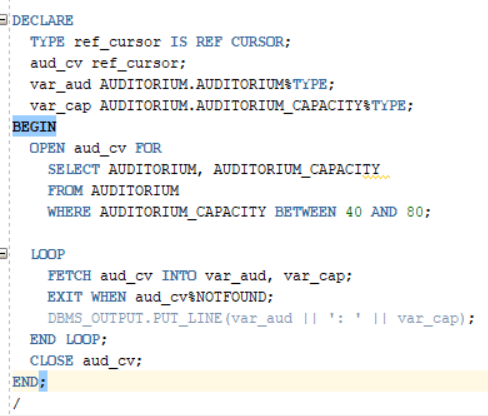 DECLARE
TYPE ref_cursor IS REF CURSOR;
aud_cv ref_cursor;
var_aud AUDITORIUM.AUDITORIUM%TYPE;
var_cap AUDITORIUM.AUDITORIUM_CAPACITY%TYPE;
BEGIN
OPEN aud_cv FOR
SELECT AUDITORIUM, AUDITORIUM_CAPACITY
FROM AUDITORIUM
WHERE AUDITORIUM_CAPACITY BETWEEN 40 AND 80;
LOOP
FETCH aud_cv INTO var_aud, var_cap;
EXIT WHEN aud_cv%NOTFOUND;
DBMS_OUTPUT.PUT_LINE(var_aud || ': ' || var_cap);
END LOOP;
CLOSE aud_cv;
END;
/